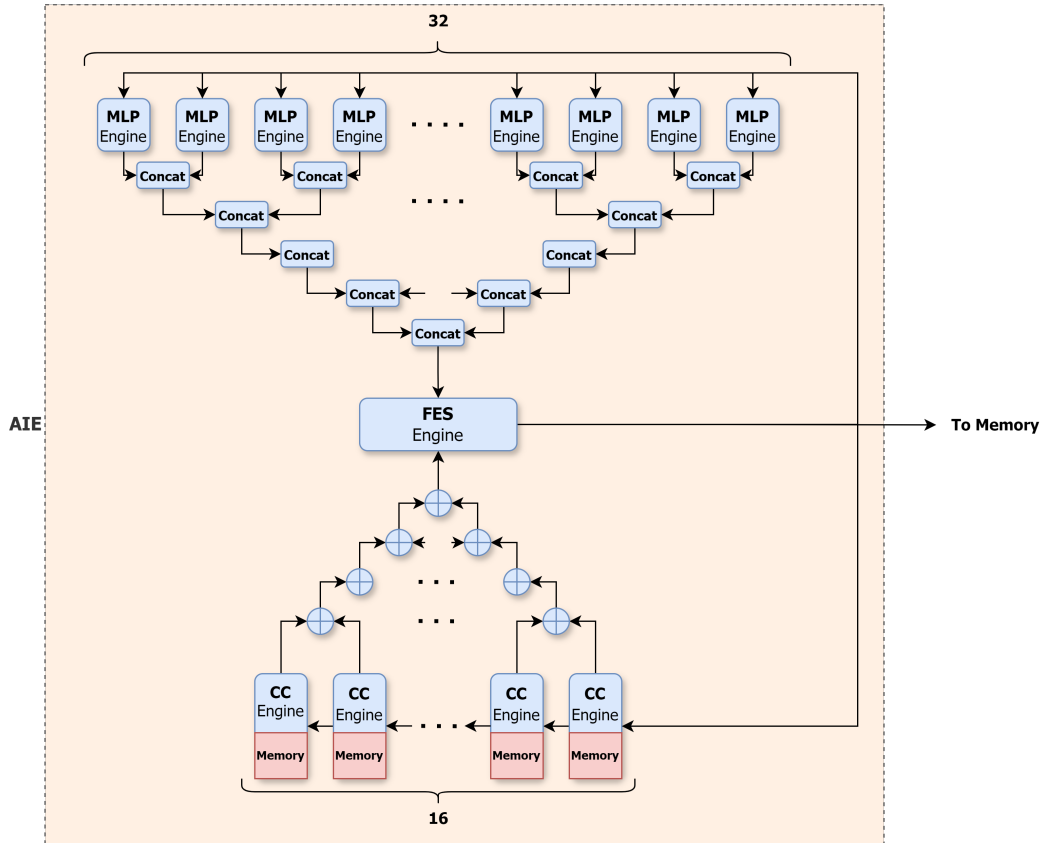 32
MLP
Engine
MLP
Engine
MLP
Engine
MLP
Engine
. . . .
MLP
Engine
MLP
Engine
MLP
Engine
MLP
Engine
Concat
Concat
Concat
Concat
. . . .
Concat
Concat
Concat
Concat
Concat
Concat
Concat
FES
Engine
AIE
To Memory
. . .
. . .
CC
Engine
Memory
CC
Engine
Memory
. . .
CC
Engine
Memory
CC
Engine
Memory
16